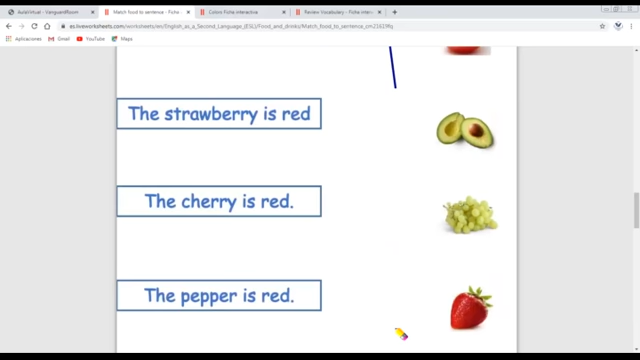 AulaVirtual - VanguardRoom
Match food to sentence - Ficha
Colors Ficha interactiva
Review Vocabulary - Ficha inter
es.liveworksheets.com/worksheets/en/English_as_a_Second_Language_(ESL)/Food_and_drinks/Match_food_to_sentence_cm23823ftq
Aplicaciones Gmail YouTube Maps
The strawberry is red
The cherry is red.
The pepper is red.